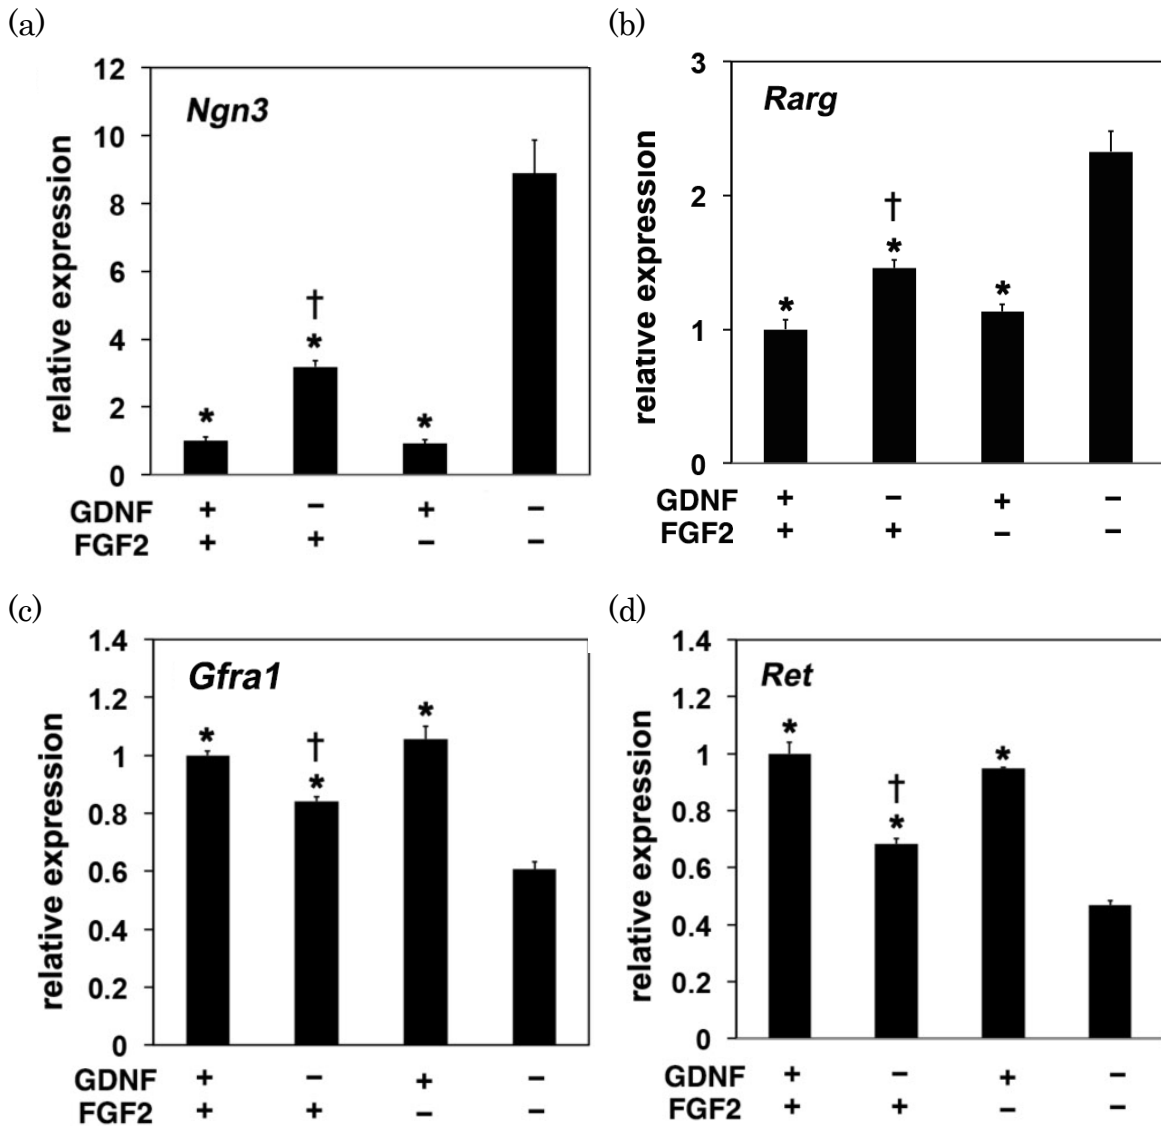 (a)
Ngn3
relative expression
12
10
8
6
4
2
0
*
†
*
*
GDNF + − + −
FGF2 + + − −
(b)
Rarg
relative expression
3
2
1
0
*
†
*
*
GDNF + − + −
FGF2 + + − −
(c)
Gfra1
relative expression
1.4
1.2
1
0.8
0.6
0.4
0.2
0
*
†
*
*
GDNF + − + −
FGF2 + + − −
(d)
Ret
relative expression
1.4
1.2
1
0.8
0.6
0.4
0.2
0
*
†
*
*
GDNF + − + −
FGF2 + + − −